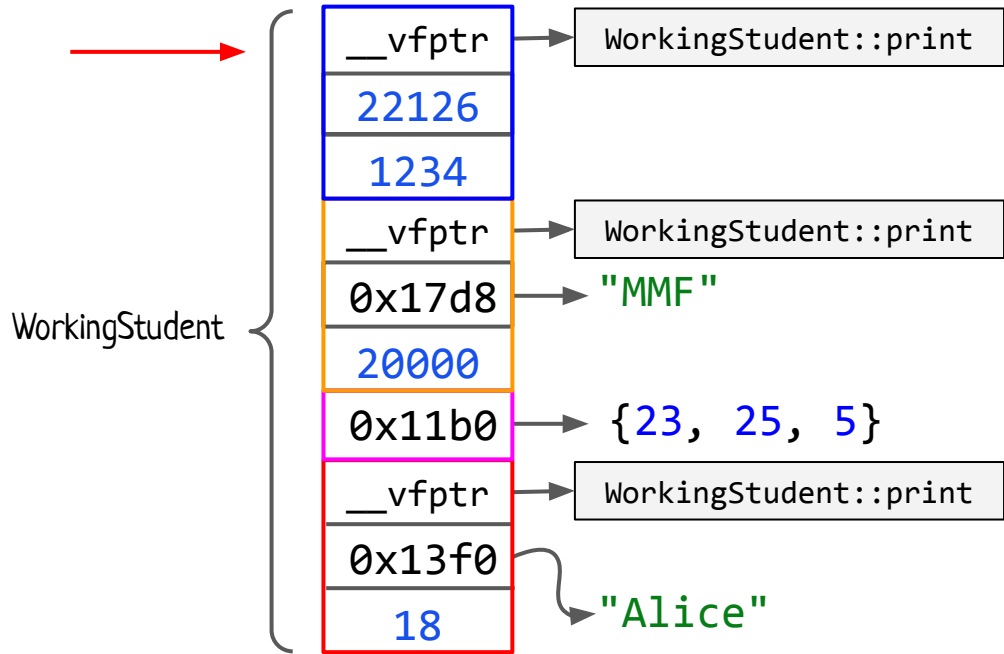 __vfptr
WorkingStudent::print
22126
1234
__vfptr
WorkingStudent::print
0x17d8
"MMF"
WorkingStudent
20000
0x11b0
{23, 25, 5}
__vfptr
WorkingStudent::print
0x13f0
"Alice"
18